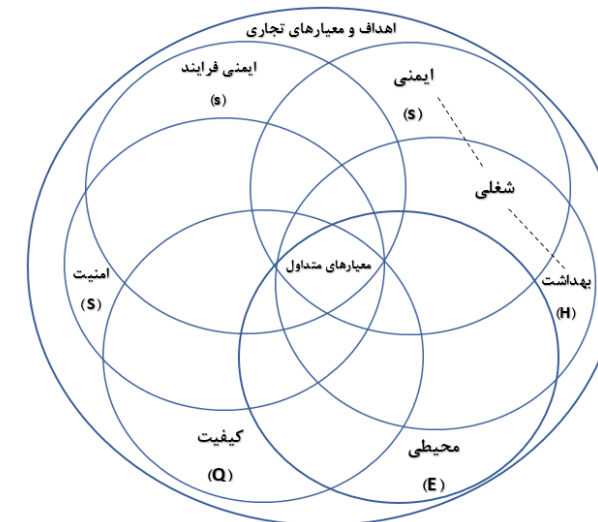 اهداف و معیارهای تجاری
ایمنی فرایند
(s)
ایمنی
(s)
شغلی
معیارهای متداول
امنیت
(S)
بهداشت
(H)
کیفیت
(Q)
محیطی
(E)